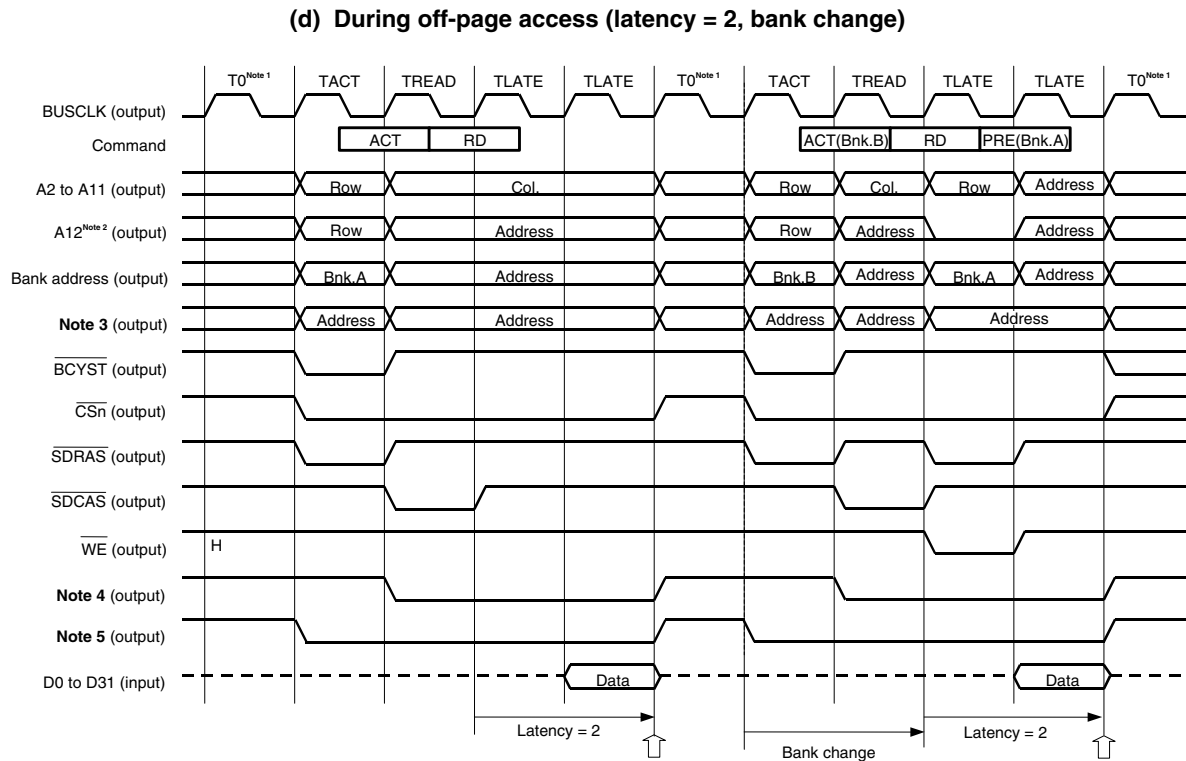 (d) During off-page access (latency = 2, bank change)
T0Note 1 TACT TREAD TLATE TLATE T0Note 1 TACT TREAD TLATE TLATE T0Note 1
BUSCLK (output)
Command ACT RD ACT(Bnk.B) RD PRE(Bnk.A)
A2 to A11 (output) Row Col. Row Col. Row Address
A12Note 2 (output) Row Address Row Address Address
Bank address (output) Bnk.A Address Bnk.B Address Bnk.A Address
Note 3 (output) Address Address Address Address Address
BCYST (output)
CSn (output)
SDRAS (output)
SDCAS (output)
WE (output) H
Note 4 (output)
Note 5 (output)
D0 to D31 (input) Data Data
Latency = 2 Bank change Latency = 2